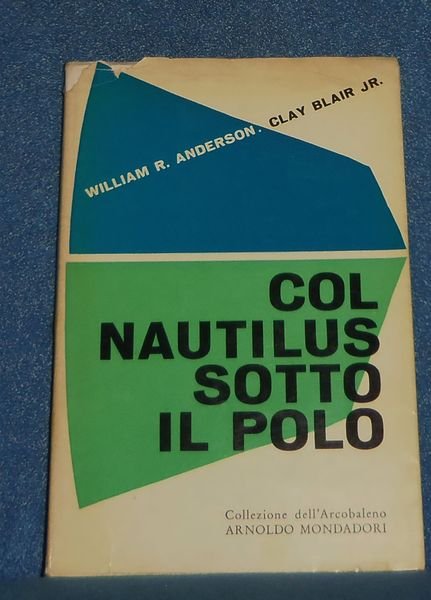 WILLIAM R. ANDERSON. CLAY BLAIR JR.
COL
NAUTILUS
SOTTO
IL POLO
Collezione dell'Arcobaleno
ARNOLDO MONDADORI